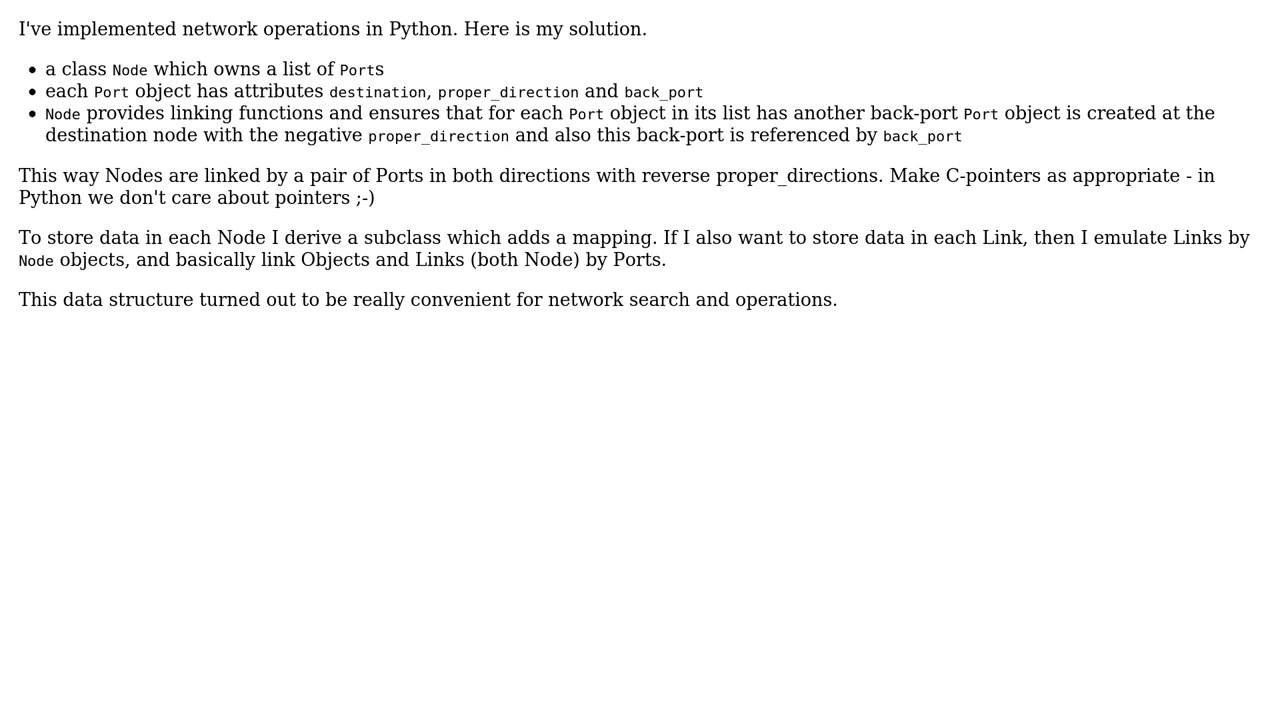 I've implemented network operations in Python. Here is my solution.
• a class Node which owns a list of Ports
• each Port object has attributes destination, proper_direction and back_port
• Node provides linking functions and ensures that for each Port object in its list has another back-port Port object is created at the
destination node with the negative proper_direction and also this back-port is referenced by back_port
This way Nodes are linked by a pair of Ports in both directions with reverse proper_directions. Make C-pointers as appropriate - in
Python we don't care about pointers ;-)
To store data in each Node I derive a subclass which adds a mapping. If I also want to store data in each Link, then I emulate Links by
Node objects, and basically link Objects and Links (both Node) by Ports.
This data structure turned out to be really convenient for network search and operations.